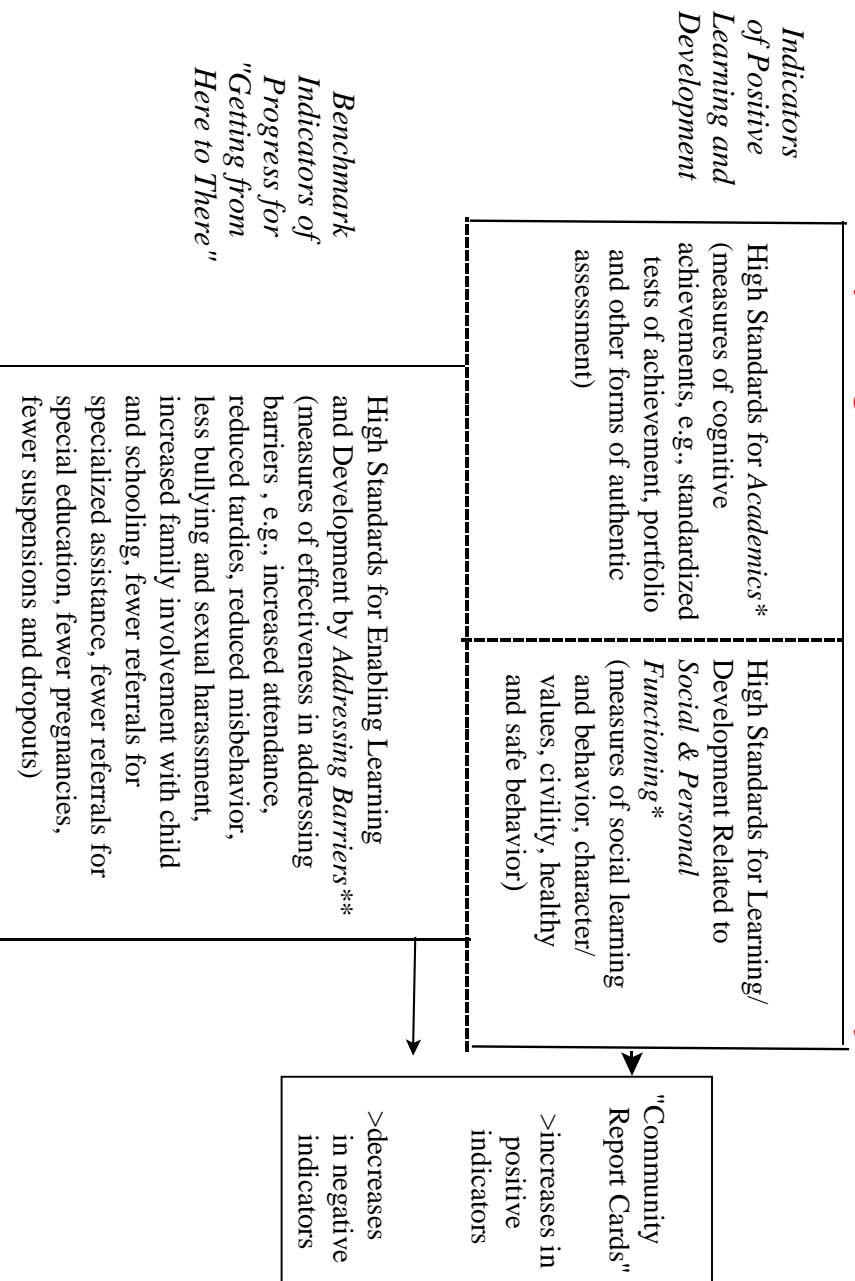 Indicators
of Positive
Learning and
Development
High Standards for Academics*
(measures of cognitive
achievements, e.g., standardized
tests of achievement, portfolio
and other forms of authentic
assessment)
High Standards for Learning/
Development Related to
Social & Personal
Functioning*
(measures of social learning
and behavior, character/
values, civility, healthy
and safe behavior)
"Community
Report Cards"
>increases in
positive
indicators
>decreases
in negative
indicators
Benchmark
Indicators of
Progress for
"Getting from
Here to There"
High Standards for Enabling Learning
and Development by Addressing Barriers**
(measures of effectiveness in addressing
barriers , e.g., increased attendance,
reduced tardies, reduced misbehavior,
less bullying and sexual harassment,
increased family involvement with child
and schooling, fewer referrals for
specialized assistance, fewer referrals for
special education, fewer pregnancies,
fewer suspensions and dropouts)